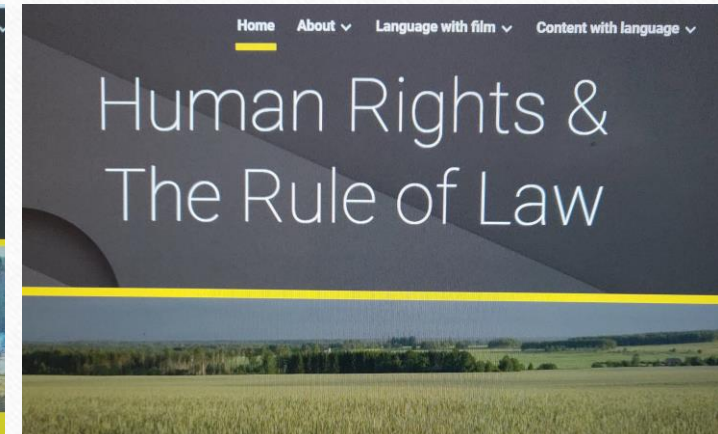 Home About Language with film Content with language
Human Rights &
The Rule of Law